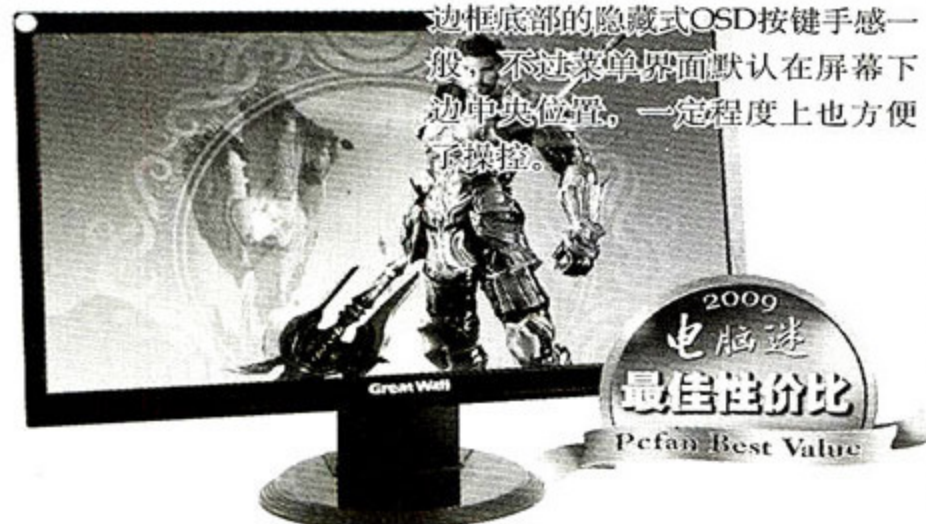 边框底部的隐藏式OSD按键手感一
般，不过菜单界面默认在屏幕下
边中央位置，一定程度上也方便
了操控。
Great Wall
2009
电脑迷
最佳性价比
Pcfan Best Value